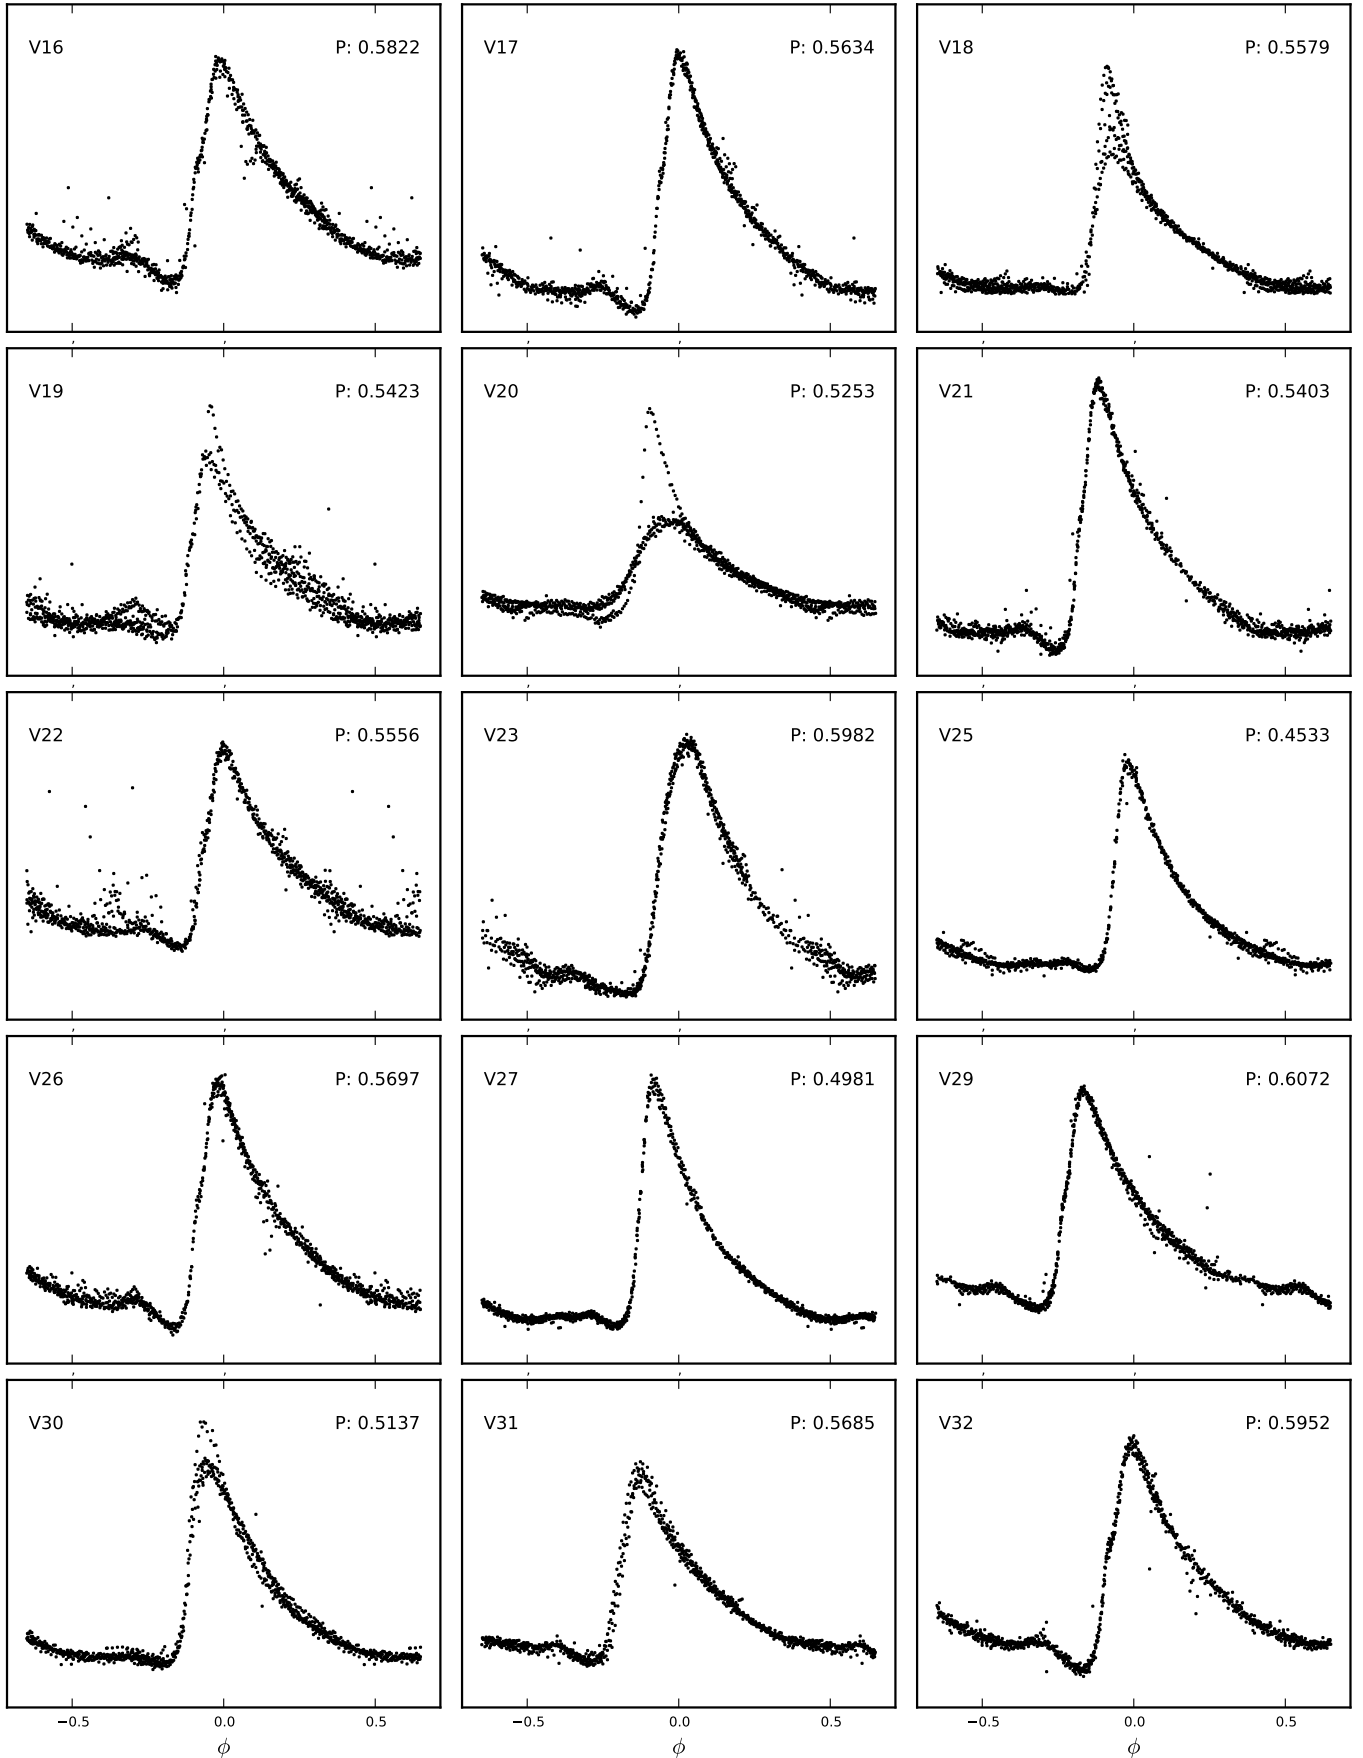 V16 P: 0.5822 V17 P: 0.5634 V18 P: 0.5579
V19 P: 0.5423 V20 P: 0.5253 V21 P: 0.5403
V22 P: 0.5556 V23 P: 0.5982 V25 P: 0.4533
V26 P: 0.5697 V27 P: 0.4981 V29 P: 0.6072
V30 P: 0.5137 V31 P: 0.5685 V32 P: 0.5952
−0.5 0.0 0.5 −0.5 0.0 0.5 −0.5 0.0 0.5
ϕ ϕ ϕ